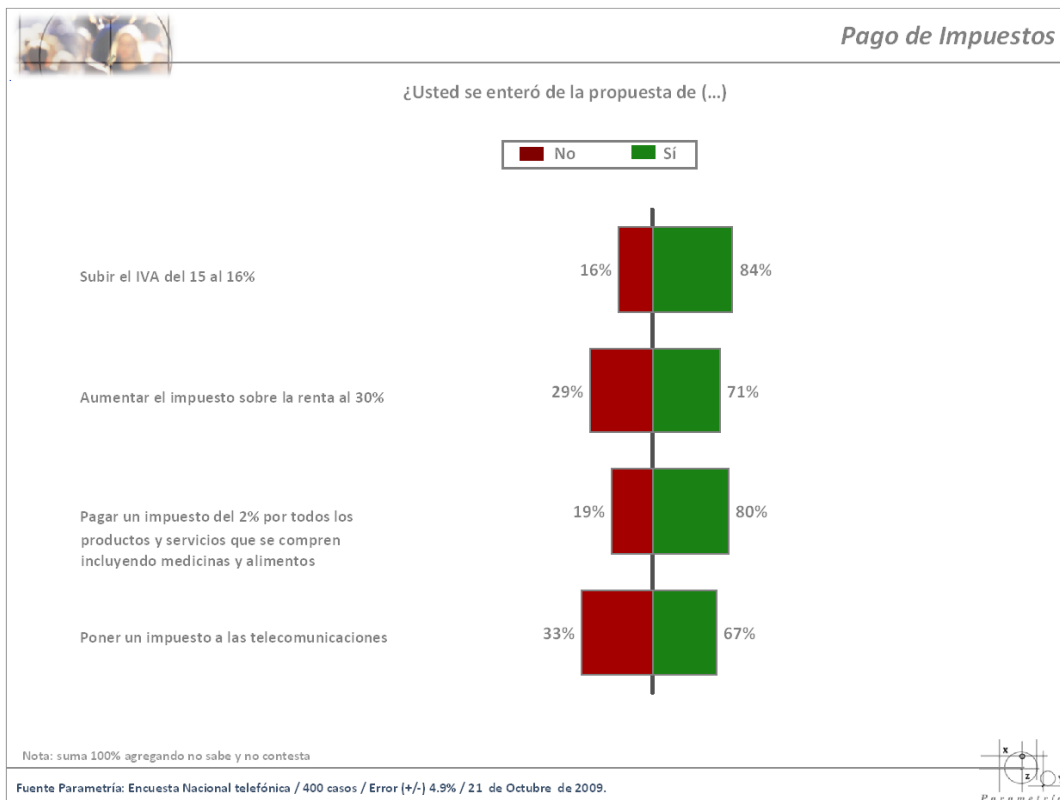 Pago de Impuestos
¿Usted se enteró de la propuesta de (...)
No Sí
Subir el IVA del 15 al 16%
16% 84%
Aumentar el impuesto sobre la renta al 30%
29% 71%
Pagar un impuesto del 2% por todos los
productos y servicios que se compren
incluyendo medicinas y alimentos
19% 80%
Poner un impuesto a las telecomunicaciones
33% 67%
Nota: suma 100% agregando no sabe y no contesta
Fuente Parametría: Encuesta Nacional telefónica / 400 casos / Error (+/-) 4.9% / 21 de Octubre de 2009.
X
Z
Y
Parametría